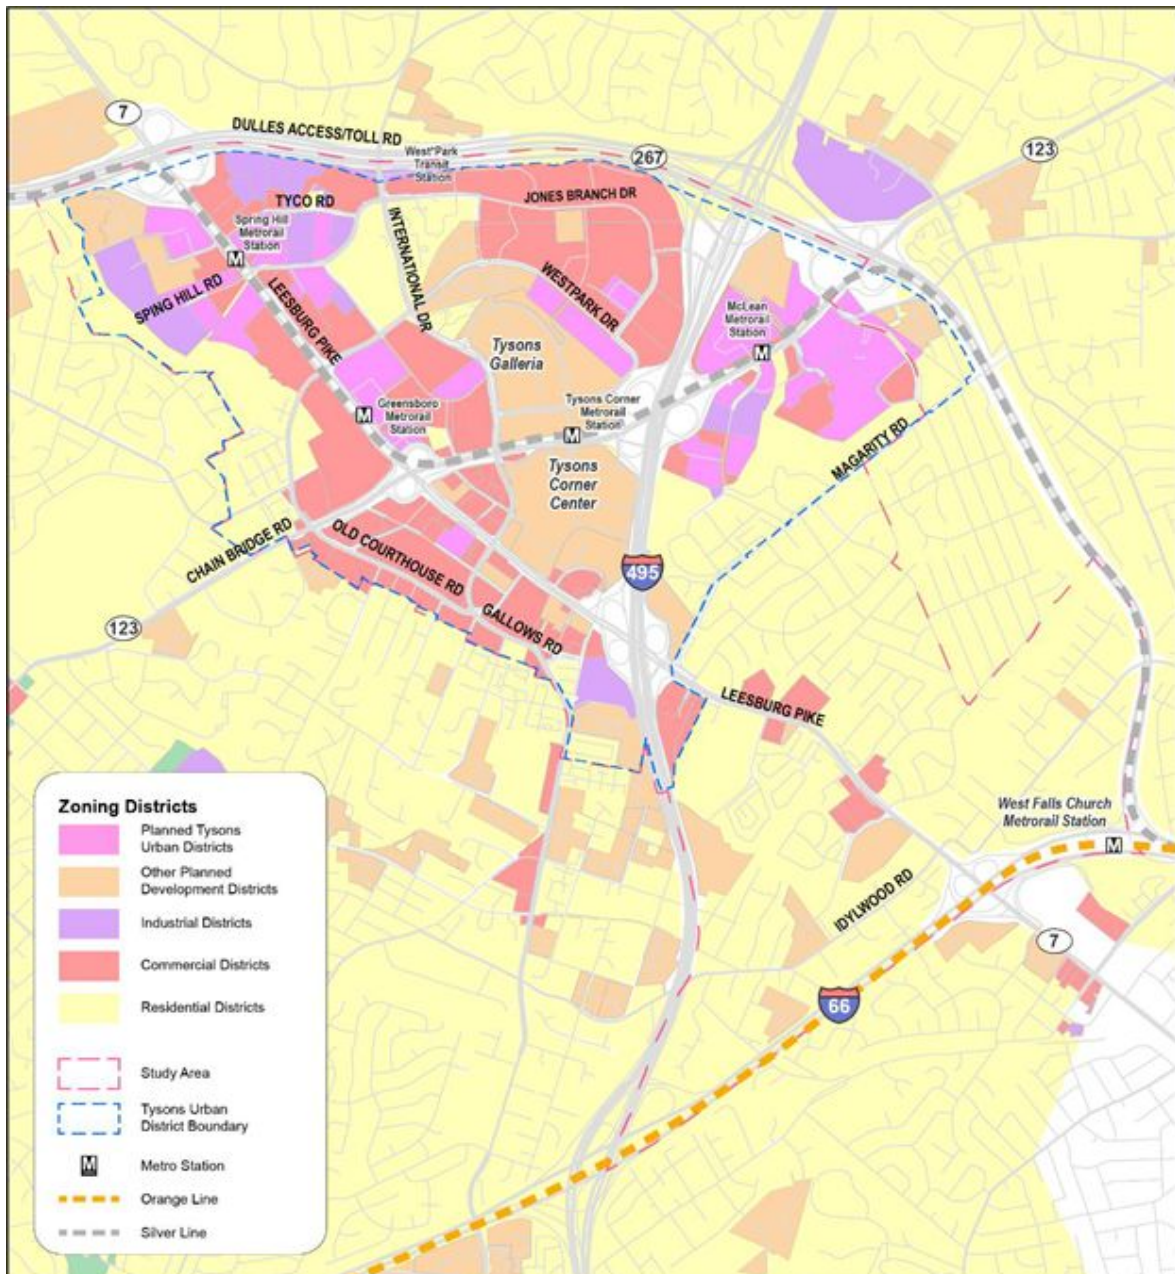 7
DULLES ACCESS/TOLL RD
West*Park
Transit
Station
267
123
TYCO RD
JONES BRANCH DR
Spring Hill
Metrorail
Station
M
INTERNATIONAL DR
SPING HILL RD
LEESBURG PIKE
WESTPARK DR
McLean
Metrorail
Station
M
Tysons
Galleria
Greensboro
Metrorail
Station
M
Tysons Corner
Metrorail
Station
M
MAGARITY RD
Tysons
Corner
Center
CHAIN BRIDGE RD
OLD COURTHOUSE RD
495
GALLOWS RD
123
LEESBURG PIKE
West Falls Church
Metrorail Station
M
IDYLWOOD RD
7
66
Zoning Districts
Planned Tysons
Urban Districts
Other Planned
Development Districts
Industrial Districts
Commercial Districts
Residential Districts
Study Area
Tysons Urban
District Boundary
M
Metro Station
Orange Line
Silver Line